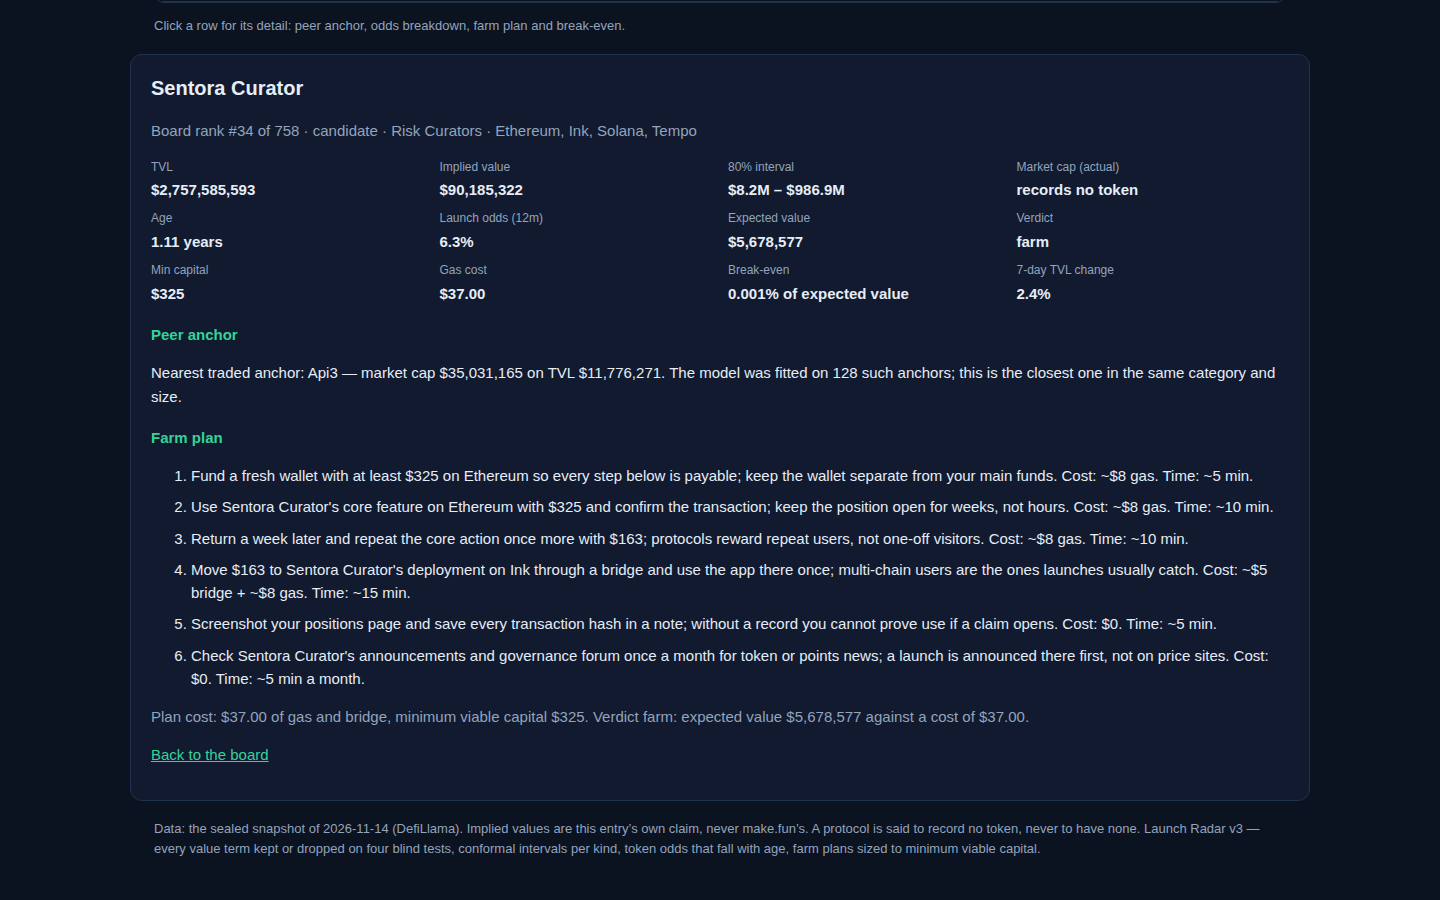 Click a row for its detail: peer anchor, odds breakdown, farm plan and break-even.
Sentora Curator
Board rank #34 of 758 · candidate · Risk Curators · Ethereum, Ink, Solana, Tempo
TVL
$2,757,585,593
Implied value
$90,185,322
80% interval
$8.2M – $986.9M
Market cap (actual)
records no token
Age
1.11 years
Launch odds (12m)
6.3%
Expected value
$5,678,577
Verdict
farm
Min capital
$325
Gas cost
$37.00
Break-even
0.001% of expected value
7-day TVL change
2.4%
Peer anchor
Nearest traded anchor: Api3 — market cap $35,031,165 on TVL $11,776,271. The model was fitted on 128 such anchors; this is the closest one in the same category and
size.
Farm plan
1. Fund a fresh wallet with at least $325 on Ethereum so every step below is payable; keep the wallet separate from your main funds. Cost: ~$8 gas. Time: ~5 min.
2. Use Sentora Curator's core feature on Ethereum with $325 and confirm the transaction; keep the position open for weeks, not hours. Cost: ~$8 gas. Time: ~10 min.
3. Return a week later and repeat the core action once more with $163; protocols reward repeat users, not one-off visitors. Cost: ~$8 gas. Time: ~10 min.
4. Move $163 to Sentora Curator's deployment on Ink through a bridge and use the app there once; multi-chain users are the ones launches usually catch. Cost: ~$5
bridge + ~$8 gas. Time: ~15 min.
5. Screenshot your positions page and save every transaction hash in a note; without a record you cannot prove use if a claim opens. Cost: $0. Time: ~5 min.
6. Check Sentora Curator's announcements and governance forum once a month for token or points news; a launch is announced there first, not on price sites. Cost:
$0. Time: ~5 min a month.
Plan cost: $37.00 of gas and bridge, minimum viable capital $325. Verdict farm: expected value $5,678,577 against a cost of $37.00.
Back to the board
Data: the sealed snapshot of 2026-11-14 (DefiLlama). Implied values are this entry’s own claim, never make.fun’s. A protocol is said to record no token, never to have none. Launch Radar v3 —
every value term kept or dropped on four blind tests, conformal intervals per kind, token odds that fall with age, farm plans sized to minimum viable capital.